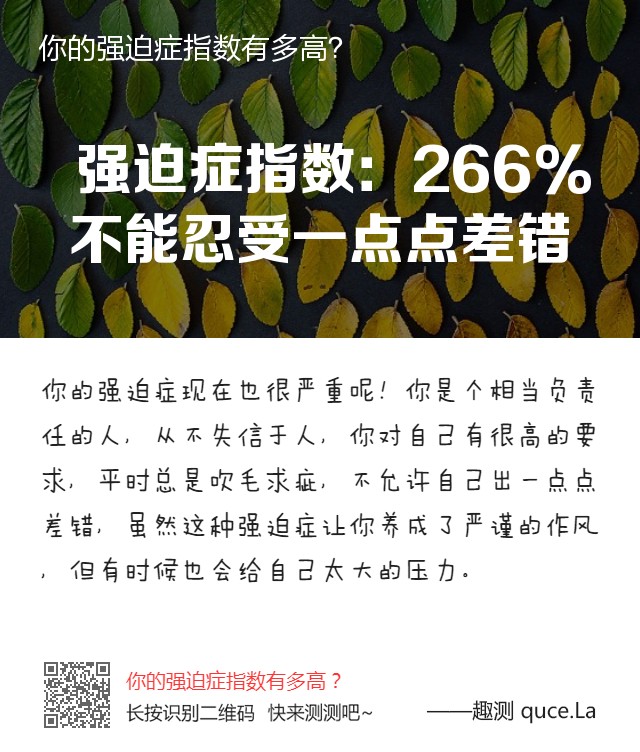 你的强迫症指数有多高?
强迫症指数: 266%
不能忍受一点点差错
你的强迫症现在也很严重呢! 你是个相当负责
任的人, 从不失信于人, 你对自己有很高的要
求, 平时总是吹毛求疵, 不允许自己出一点点
差错, 虽然这种强迫症让你养成了严谨的作风
, 但有时候也会给自己太大的压力。
你的强迫症指数有多高？
长按识别二维码 快来测测吧~
——趣测 quce.La